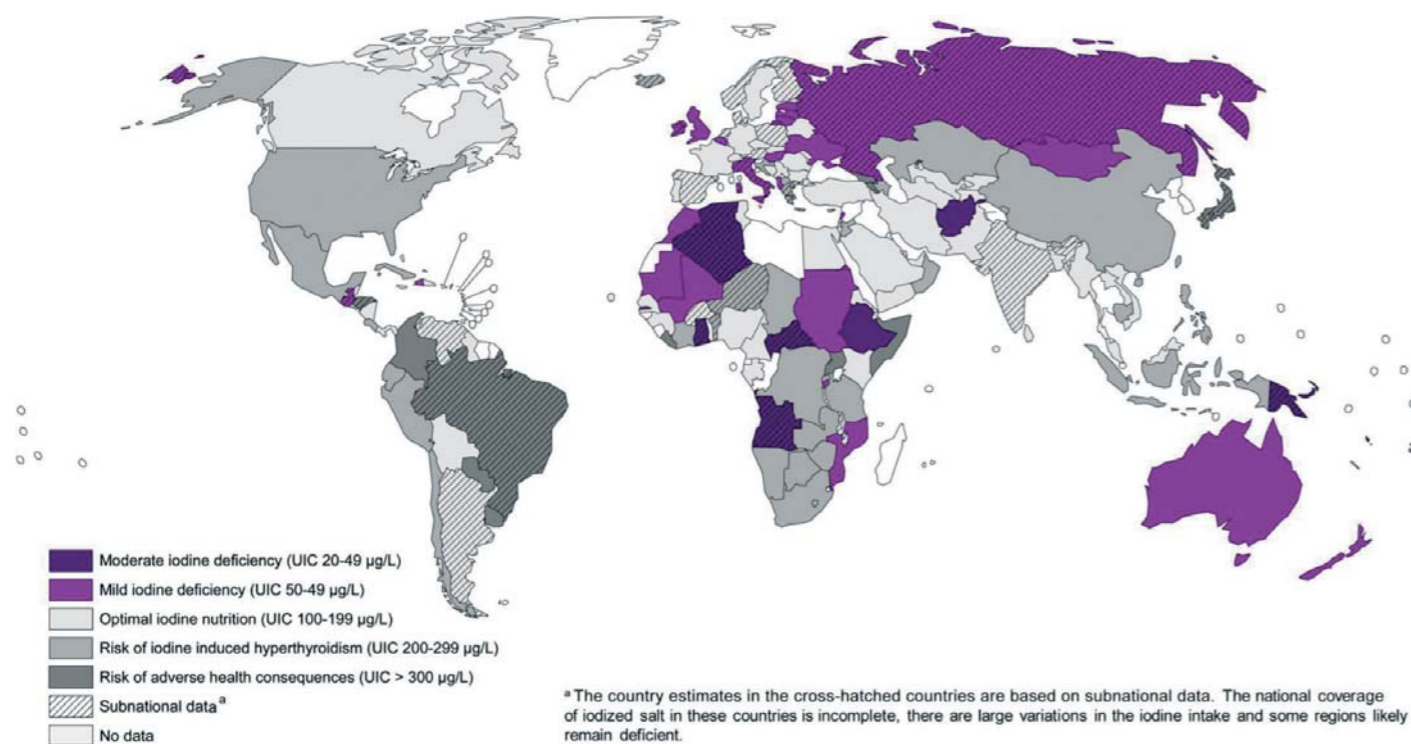 Moderate iodine deficiency (UIC 20-49 µg/L)
Mild iodine deficiency (UIC 50-49 µg/L)
Optimal iodine nutrition (UIC 100-199 µg/L)
Risk of iodine induced hyperthyroidism (UIC 200-299 µg/L)
Risk of adverse health consequences (UIC > 300 µg/L)
Subnational data a
No data
a The country estimates in the cross-hatched countries are based on subnational data. The national coverage
of iodized salt in these countries is incomplete, there are large variations in the iodine intake and some regions likely
remain deficient.